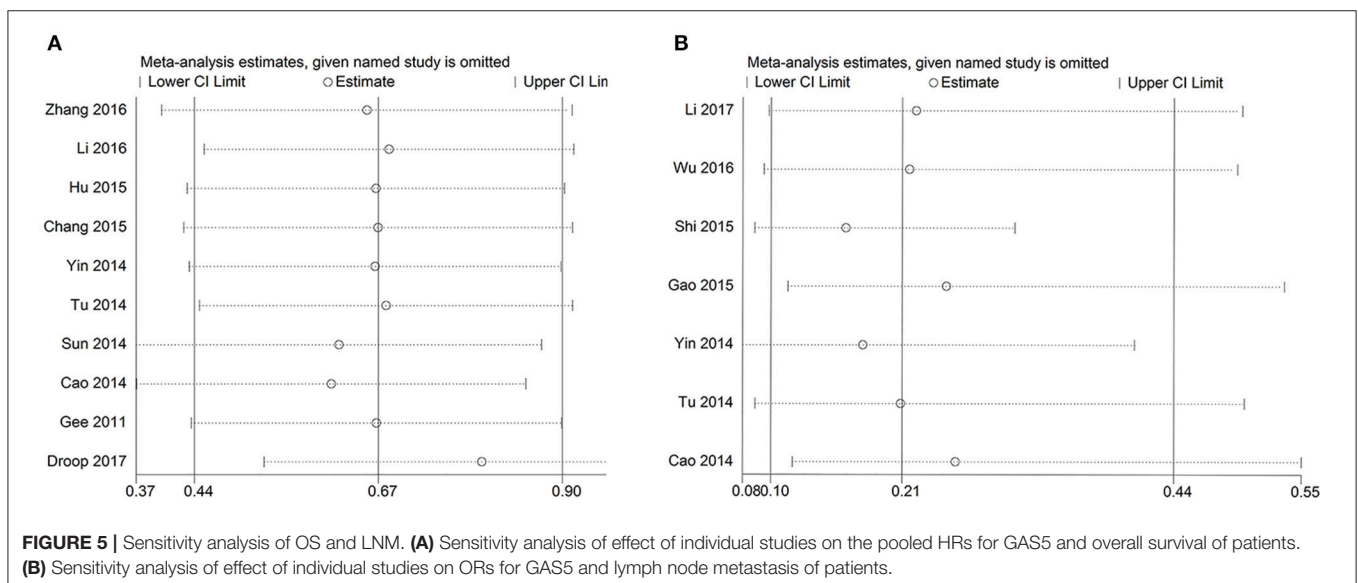 A
Meta-analysis estimates, given named study is omitted
| Lower CI Limit ○ Estimate | Upper CI Lin
Zhang 2016
Li 2016
Hu 2015
Chang 2015
Yin 2014
Tu 2014
Sun 2014
Cao 2014
Gee 2011
Droop 2017
0.37 0.44 0.67 0.90
B
Meta-analysis estimates, given named study is omitted
| Lower CI Limit ○ Estimate | Upper CI Limit
Li 2017
Wu 2016
Shi 2015
Gao 2015
Yin 2014
Tu 2014
Cao 2014
0.08 0.10 0.21 0.44 0.55
FIGURE 5 | Sensitivity analysis of OS and LNM. (A) Sensitivity analysis of effect of individual studies on the pooled HRs for GAS5 and overall survival of patients.
(B) Sensitivity analysis of effect of individual studies on ORs for GAS5 and lymph node metastasis of patients.